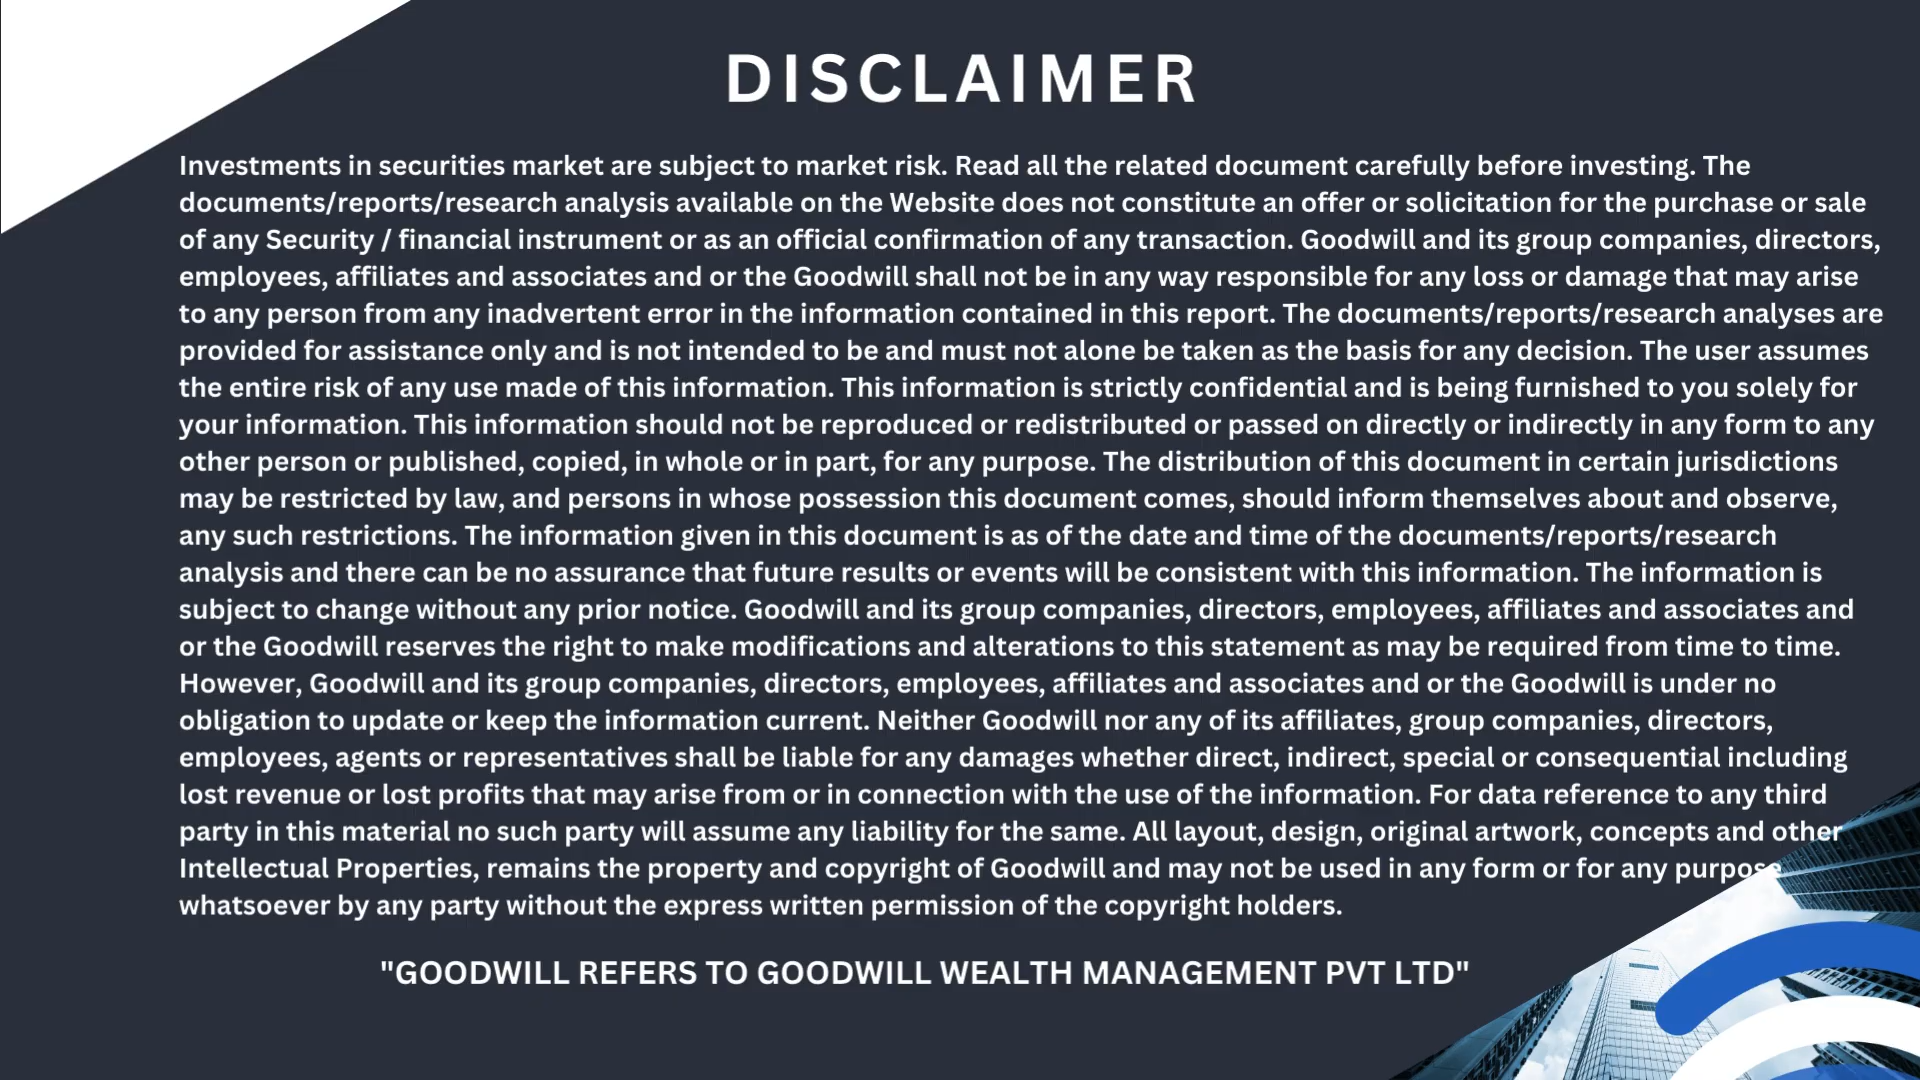 DISCLAIMER
Investments in securities market are subject to market risk. Read all the related document carefully before investing. The
documents/reports/research analysis available on the Website does not constitute an offer or solicitation for the purchase or sale
of any Security / financial instrument or as an official confirmation of any transaction. Goodwill and its group companies, directors,
employees, affiliates and associates and or the Goodwill shall not be in any way responsible for any loss or damage that may arise
to any person from any inadvertent error in the information contained in this report. The documents/reports/research analyses are
provided for assistance only and is not intended to be and must not alone be taken as the basis for any decision. The user assumes
the entire risk of any use made of this information. This information is strictly confidential and is being furnished to you solely for
your information. This information should not be reproduced or redistributed or passed on directly or indirectly in any form to any
other person or published, copied, in whole or in part, for any purpose. The distribution of this document in certain jurisdictions
may be restricted by law, and persons in whose possession this document comes, should inform themselves about and observe,
any such restrictions. The information given in this document is as of the date and time of the documents/reports/research
analysis and there can be no assurance that future results or events will be consistent with this information. The information is
subject to change without any prior notice. Goodwill and its group companies, directors, employees, affiliates and associates and
or the Goodwill reserves the right to make modifications and alterations to this statement as may be required from time to time.
However, Goodwill and its group companies, directors, employees, affiliates and associates and or the Goodwill is under no
obligation to update or keep the information current. Neither Goodwill nor any of its affiliates, group companies, directors,
employees, agents or representatives shall be liable for any damages whether direct, indirect, special or consequential including
lost revenue or lost profits that may arise from or in connection with the use of the information. For data reference to any third
party in this material no such party will assume any liability for the same. All layout, design, original artwork, concepts and other
Intellectual Properties, remains the property and copyright of Goodwill and may not be used in any form or for any purpose
whatsoever by any party without the express written permission of the copyright holders.
"GOODWILL REFERS TO GOODWILL WEALTH MANAGEMENT PVT LTD"